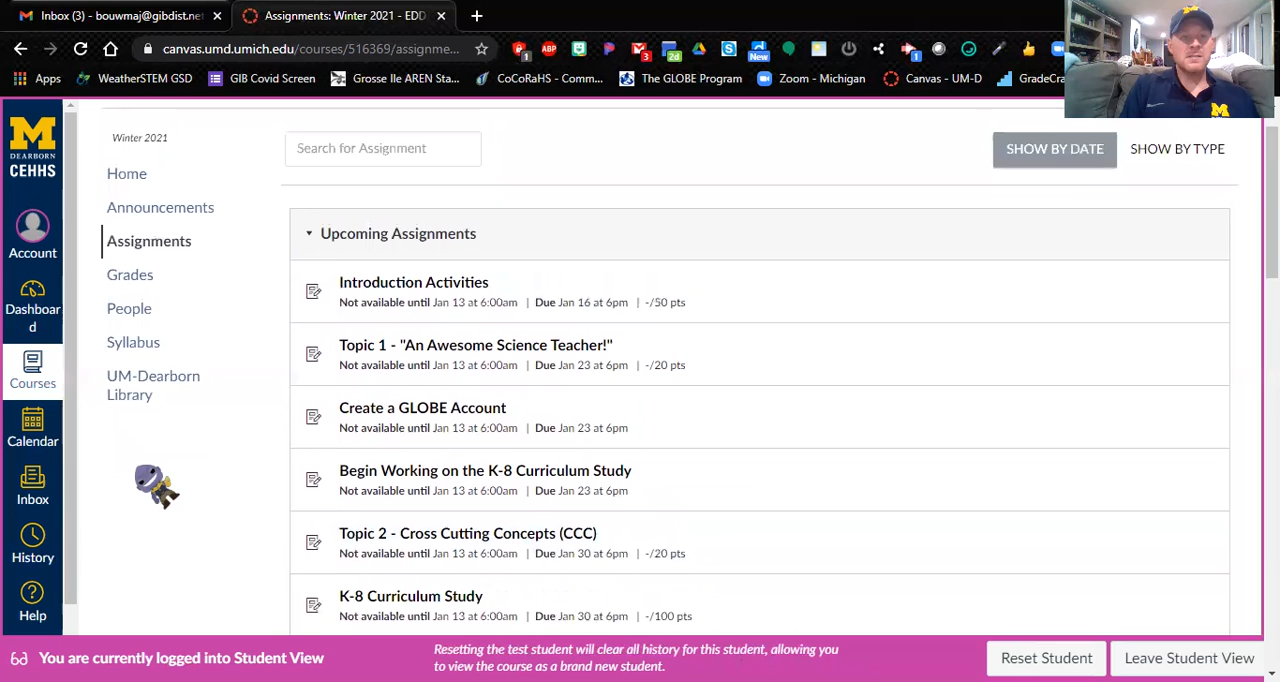 Inbox (3) - bouwmaj@gibdist.net
Assignments: Winter 2021 - EDD
canvas.umd.umich.edu/courses/516369/assignme...
1
ABP
3
2d
S
New
1
Apps
WeatherSTEM GSD
GIB Covid Screen
Grosse Ile AREN Sta...
CoCoRaHS - Comm...
The GLOBE Program
Zoom - Michigan
Canvas - UM-D
GradeCra
M
DEARBORN
CEHHS
Account
Dashboar
d
Courses
Calendar
Inbox
History
Help
Winter 2021
Home
Announcements
Assignments
Grades
People
Syllabus
UM-Dearborn
Library
Search for Assignment
SHOW BY DATE
SHOW BY TYPE
Upcoming Assignments
Introduction Activities
Not available until Jan 13 at 6:00am | Due Jan 16 at 6pm | -/50 pts
Topic 1 - "An Awesome Science Teacher!"
Not available until Jan 13 at 6:00am | Due Jan 23 at 6pm | -/20 pts
Create a GLOBE Account
Not available until Jan 13 at 6:00am | Due Jan 23 at 6pm
Begin Working on the K-8 Curriculum Study
Not available until Jan 13 at 6:00am | Due Jan 23 at 6pm
Topic 2 - Cross Cutting Concepts (CCC)
Not available until Jan 13 at 6:00am | Due Jan 30 at 6pm | -/20 pts
K-8 Curriculum Study
Not available until Jan 13 at 6:00am | Due Jan 30 at 6pm | -/100 pts
You are currently logged into Student View
Resetting the test student will clear all history for this student, allowing you
to view the course as a brand new student.
Reset Student
Leave Student View
M